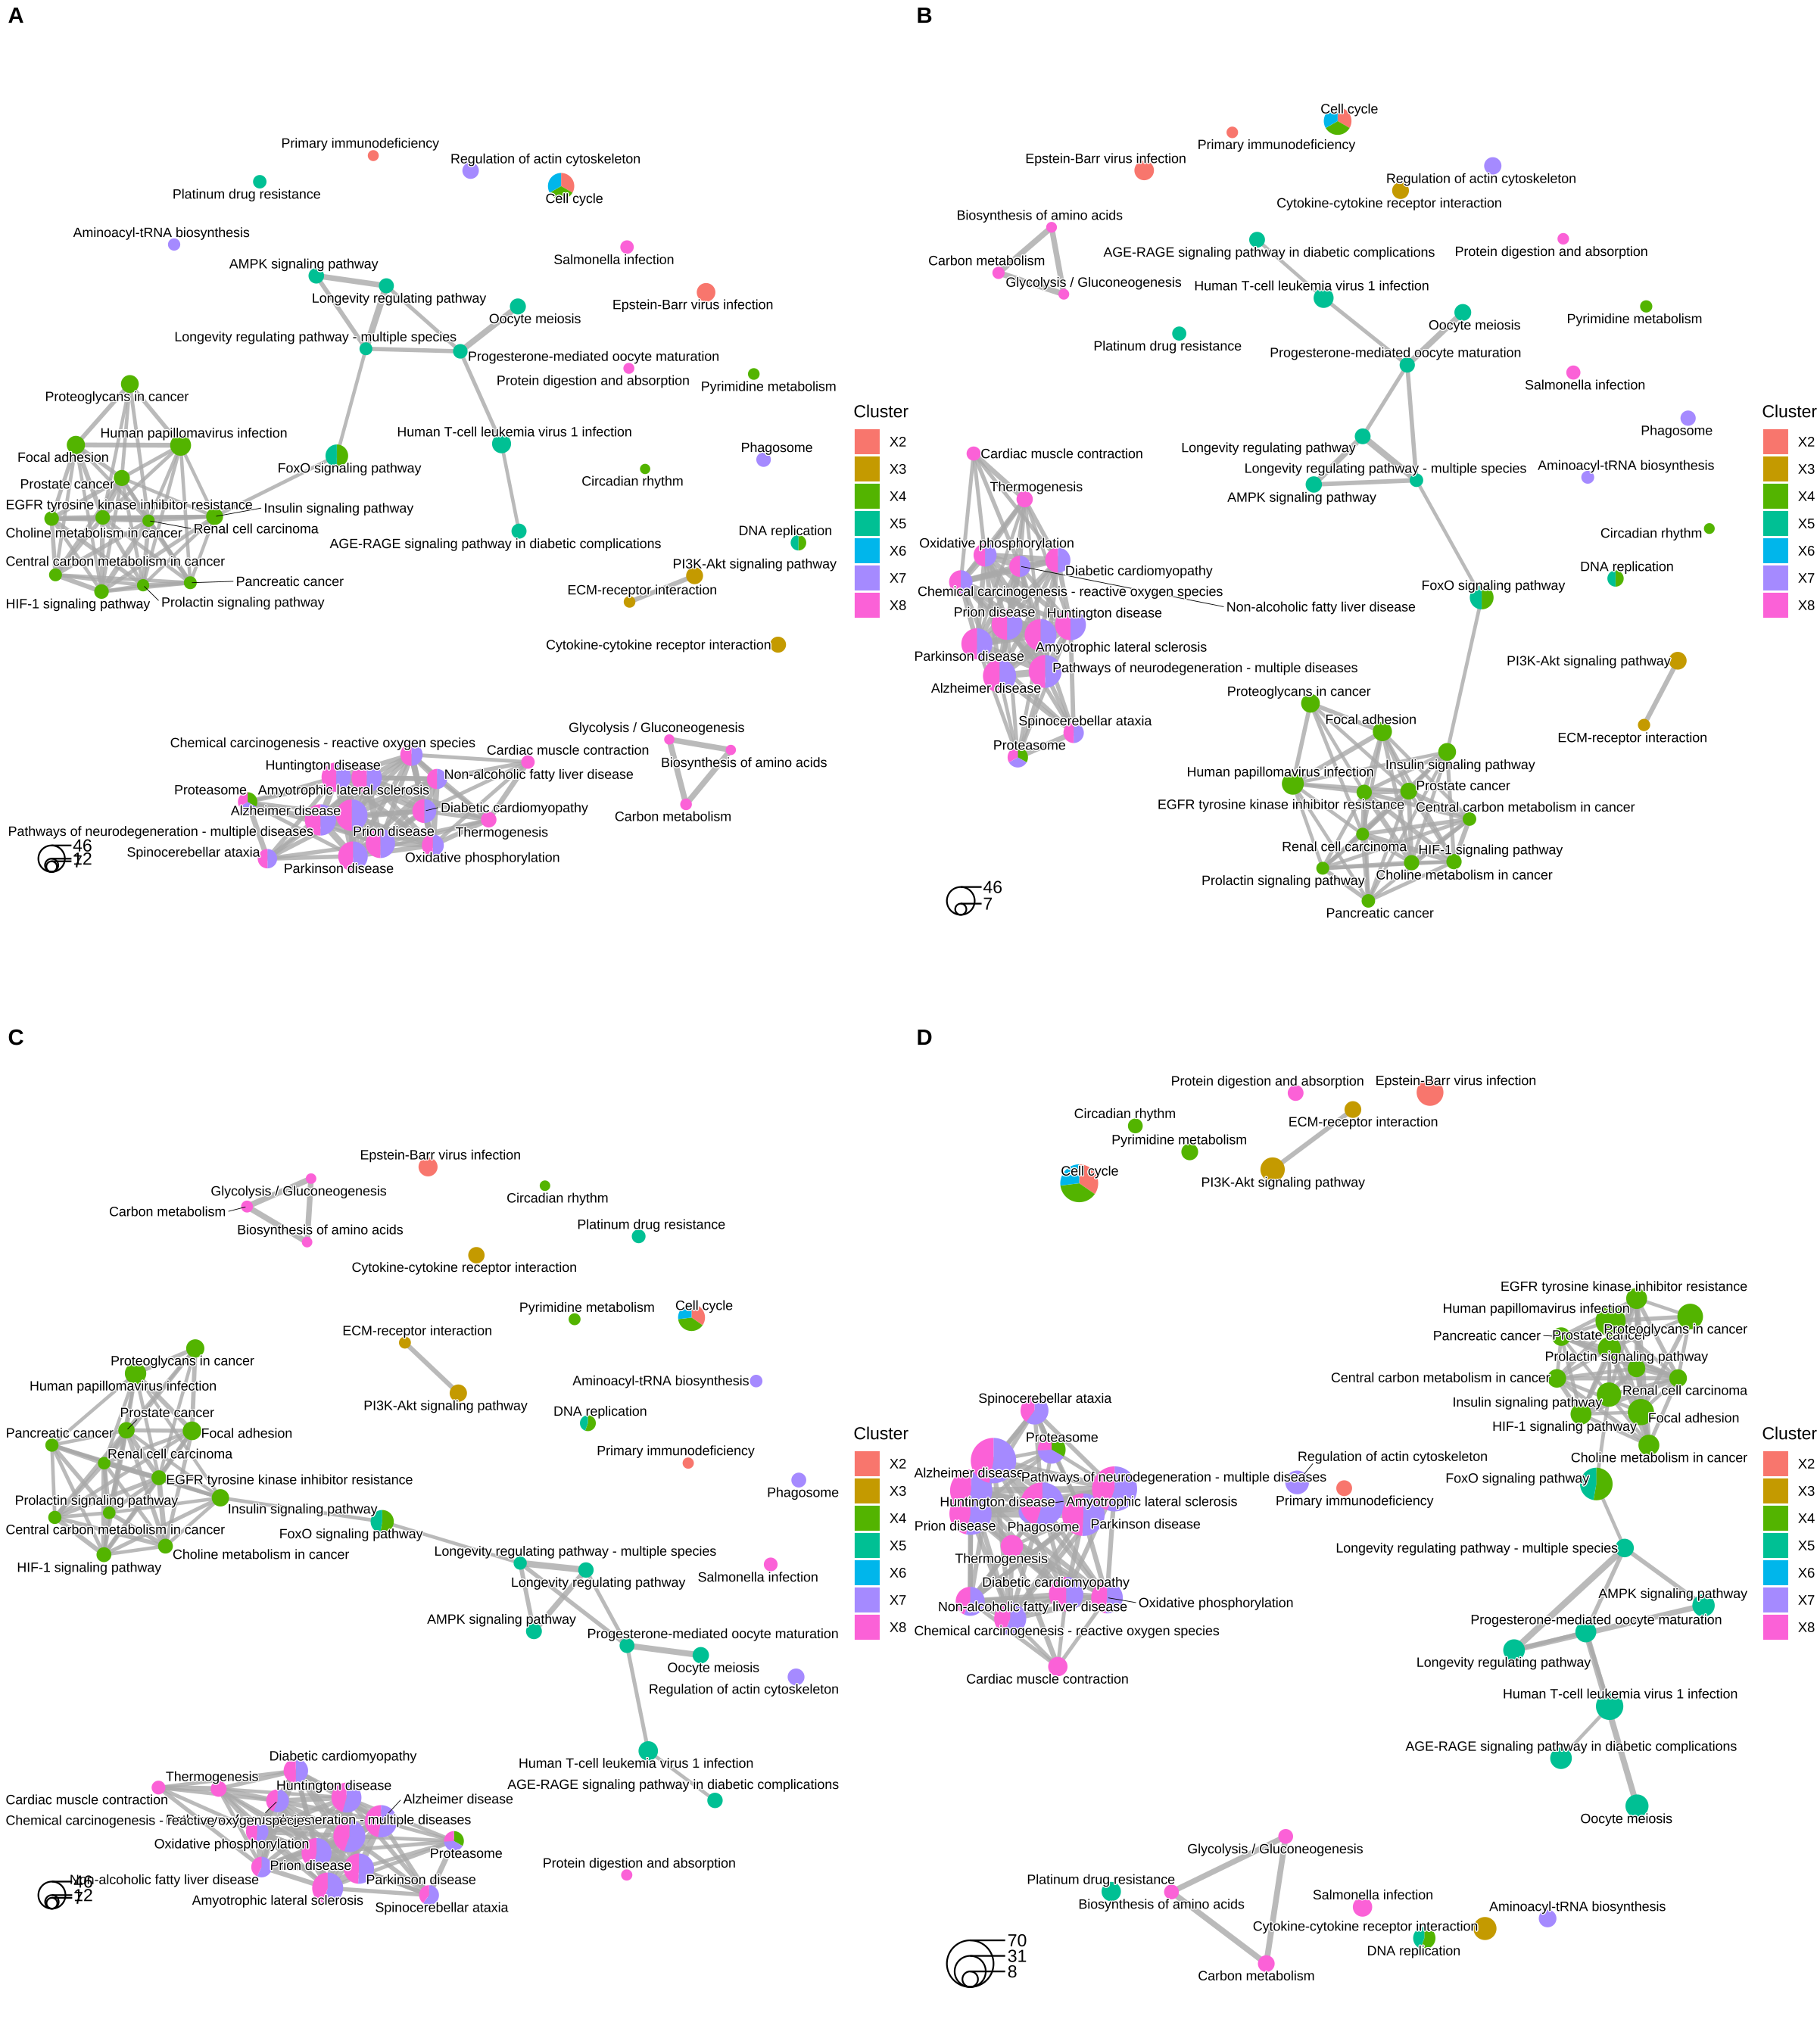 A
Primary immunodeficiency
Regulation of actin cytoskeleton
Platinum drug resistance
Cell cycle
Aminoacyl-tRNA biosynthesis
Salmonella infection
AMPK signaling pathway
Longevity regulating pathway
Epstein-Barr virus infection
Oocyte meiosis
Longevity regulating pathway - multiple species
Progesterone-mediated oocyte maturation
Protein digestion and absorption
Pyrimidine metabolism
Proteoglycans in cancer
Human papillomavirus infection
Human T-cell leukemia virus 1 infection
Focal adhesion
Phagosome
FoxO signaling pathway
Circadian rhythm
Prostate cancer
EGFR tyrosine kinase inhibitor resistance
Insulin signaling pathway
Choline metabolism in cancer
Renal cell carcinoma
DNA replication
AGE-RAGE signaling pathway in diabetic complications
Central carbon metabolism in cancer
PI3K-Akt signaling pathway
Pancreatic cancer
ECM-receptor interaction
HIF-1 signaling pathway
Prolactin signaling pathway
Cytokine-cytokine receptor interaction
Glycolysis / Gluconeogenesis
Chemical carcinogenesis - reactive oxygen species
Cardiac muscle contraction
Huntington disease
Biosynthesis of amino acids
Non-alcoholic fatty liver disease
Proteasome
Amyotrophic lateral sclerosis
Alzheimer disease
Diabetic cardiomyopathy
Carbon metabolism
Pathways of neurodegeneration - multiple diseases
Prion disease
Thermogenesis
Spinocerebellar ataxia
Oxidative phosphorylation
Parkinson disease
46
12
7
Cluster
X2
X3
X4
X5
X6
X7
X8
B
Cell cycle
Primary immunodeficiency
Epstein-Barr virus infection
Regulation of actin cytoskeleton
Cytokine-cytokine receptor interaction
Biosynthesis of amino acids
AGE-RAGE signaling pathway in diabetic complications
Protein digestion and absorption
Carbon metabolism
Glycolysis / Gluconeogenesis
Human T-cell leukemia virus 1 infection
Pyrimidine metabolism
Oocyte meiosis
Platinum drug resistance
Progesterone-mediated oocyte maturation
Salmonella infection
Phagosome
Longevity regulating pathway
Cardiac muscle contraction
Longevity regulating pathway - multiple species
Aminoacyl-tRNA biosynthesis
Thermogenesis
AMPK signaling pathway
Circadian rhythm
Oxidative phosphorylation
Diabetic cardiomyopathy
DNA replication
Chemical carcinogenesis - reactive oxygen species
FoxO signaling pathway
Non-alcoholic fatty liver disease
Prion disease
Huntington disease
Amyotrophic lateral sclerosis
Parkinson disease
Pathways of neurodegeneration - multiple diseases
PI3K-Akt signaling pathway
Alzheimer disease
Proteoglycans in cancer
Spinocerebellar ataxia
Focal adhesion
ECM-receptor interaction
Proteasome
Insulin signaling pathway
Human papillomavirus infection
Prostate cancer
EGFR tyrosine kinase inhibitor resistance
Central carbon metabolism in cancer
Renal cell carcinoma
HIF-1 signaling pathway
Prolactin signaling pathway
Choline metabolism in cancer
Pancreatic cancer
46
7
Cluster
X2
X3
X4
X5
X6
X7
X8
C
Epstein-Barr virus infection
Glycolysis / Gluconeogenesis
Circadian rhythm
Carbon metabolism
Platinum drug resistance
Biosynthesis of amino acids
Cytokine-cytokine receptor interaction
Pyrimidine metabolism
Cell cycle
ECM-receptor interaction
Proteoglycans in cancer
Aminoacyl-tRNA biosynthesis
Human papillomavirus infection
PI3K-Akt signaling pathway
DNA replication
Prostate cancer
Pancreatic cancer
Focal adhesion
Primary immunodeficiency
Renal cell carcinoma
EGFR tyrosine kinase inhibitor resistance
Phagosome
Prolactin signaling pathway
Insulin signaling pathway
Central carbon metabolism in cancer
FoxO signaling pathway
Longevity regulating pathway - multiple species
Choline metabolism in cancer
HIF-1 signaling pathway
Salmonella infection
Longevity regulating pathway
AMPK signaling pathway
Progesterone-mediated oocyte maturation
Oocyte meiosis
Regulation of actin cytoskeleton
Diabetic cardiomyopathy
Human T-cell leukemia virus 1 infection
Thermogenesis
Huntington disease
AGE-RAGE signaling pathway in diabetic complications
Cardiac muscle contraction
Alzheimer disease
Chemical carcinogenesis - reactive oxygen species
multiple diseases
Oxidative phosphorylation
Proteasome
Prion disease
Protein digestion and absorption
Non-alcoholic fatty liver disease
Parkinson disease
Amyotrophic lateral sclerosis
Spinocerebellar ataxia
46
12
7
Cluster
X2
X3
X4
X5
X6
X7
X8
D
Protein digestion and absorption
Epstein-Barr virus infection
Circadian rhythm
ECM-receptor interaction
Pyrimidine metabolism
Cell cycle
PI3K-Akt signaling pathway
EGFR tyrosine kinase inhibitor resistance
Human papillomavirus infection
Proteoglycans in cancer
Pancreatic cancer
Prostate cancer
Prolactin signaling pathway
Central carbon metabolism in cancer
Renal cell carcinoma
Spinocerebellar ataxia
Insulin signaling pathway
Focal adhesion
HIF-1 signaling pathway
Proteasome
Regulation of actin cytoskeleton
Choline metabolism in cancer
Alzheimer disease
Pathways of neurodegeneration - multiple diseases
FoxO signaling pathway
Huntington disease
Amyotrophic lateral sclerosis
Primary immunodeficiency
Prion disease
Phagosome
Parkinson disease
Longevity regulating pathway - multiple species
Thermogenesis
Diabetic cardiomyopathy
AMPK signaling pathway
Non-alcoholic fatty liver disease
Oxidative phosphorylation
Progesterone-mediated oocyte maturation
Chemical carcinogenesis - reactive oxygen species
Longevity regulating pathway
Cardiac muscle contraction
Human T-cell leukemia virus 1 infection
AGE-RAGE signaling pathway in diabetic complications
Oocyte meiosis
Glycolysis / Gluconeogenesis
Platinum drug resistance
Biosynthesis of amino acids
Salmonella infection
Aminoacyl-tRNA biosynthesis
Cytokine-cytokine receptor interaction
DNA replication
Carbon metabolism
70
31
8
Cluster
X2
X3
X4
X5
X6
X7
X8